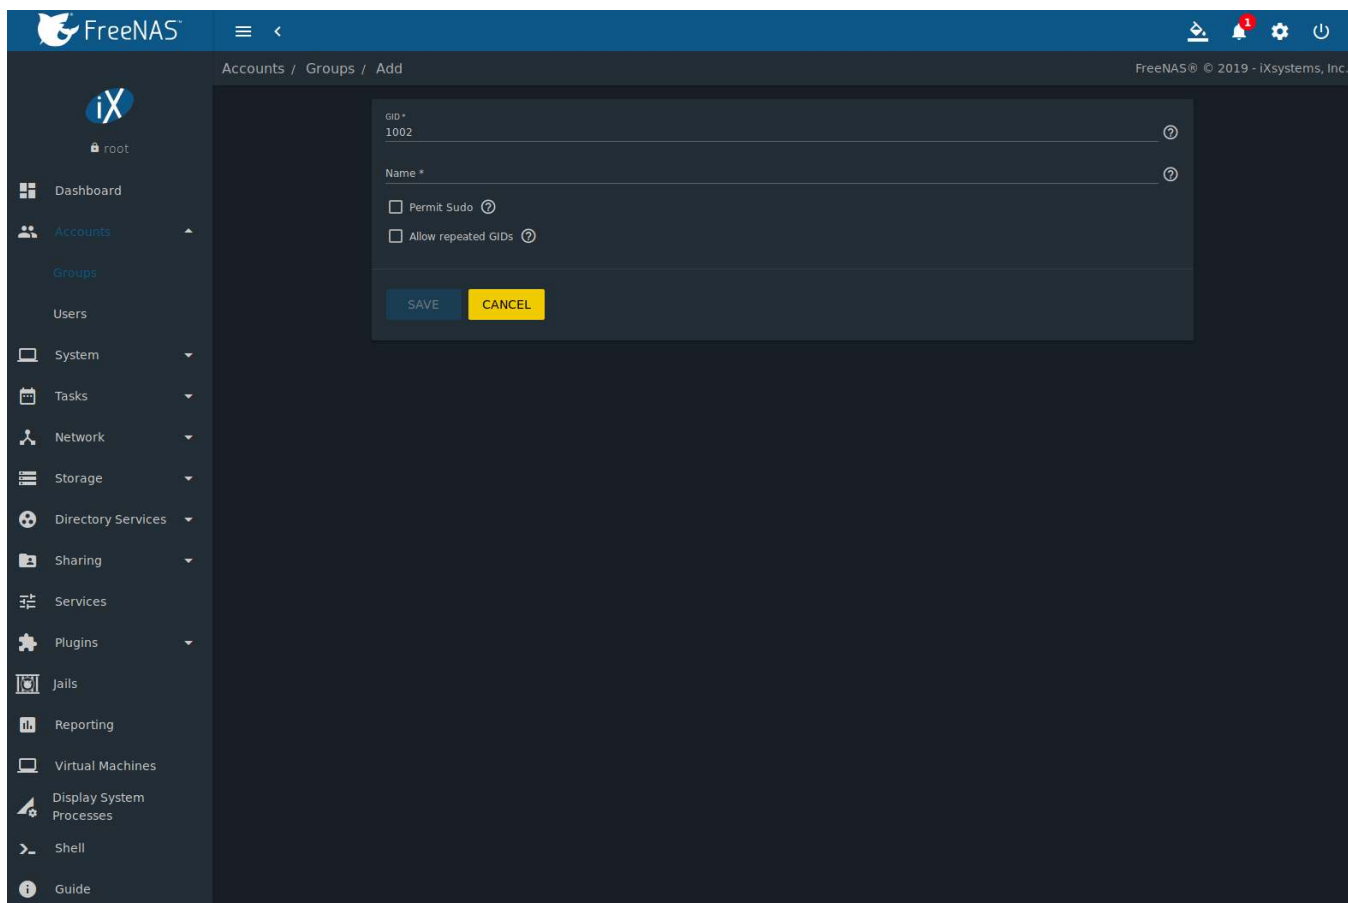 FreeNAS™
1
Accounts / Groups / Add
FreeNAS® © 2019 - iXsystems, Inc.
iX
root
Dashboard
Accounts
Groups
Users
System
Tasks
Network
Storage
Directory Services
Sharing
Services
Plugins
Jails
Reporting
Virtual Machines
Display System
Processes
Shell
Guide
GID *
1002
Name *
Permit Sudo
Allow repeated GIDs
SAVE
CANCEL